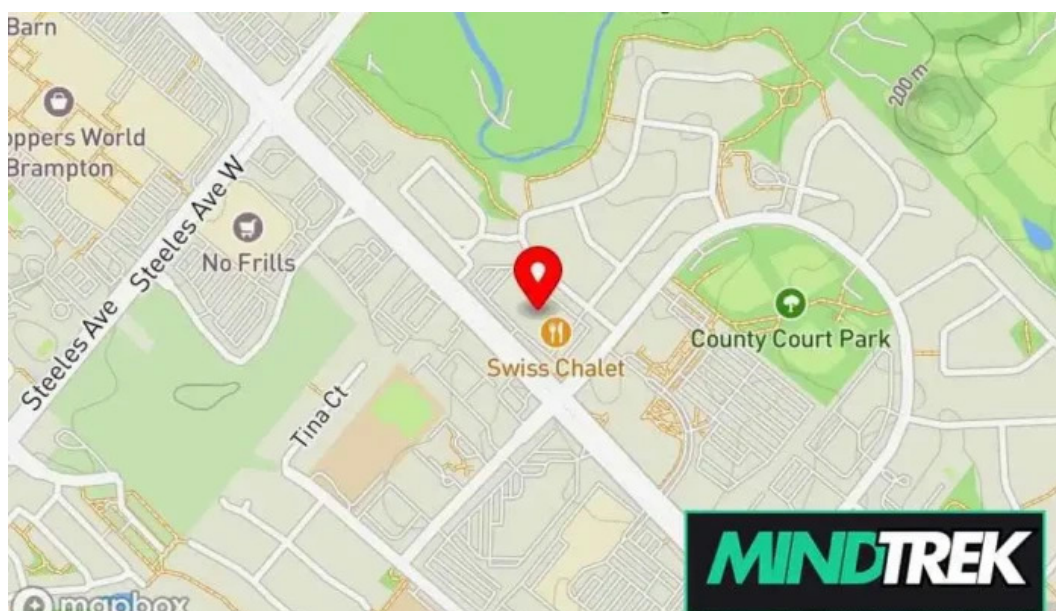 Barn
oppers World
Brampton
Steeles Ave W
No Frills
Steeles Ave
200 m
County Court Park
Swiss Chalet
Tina Ct
MINDTREK
mapbox